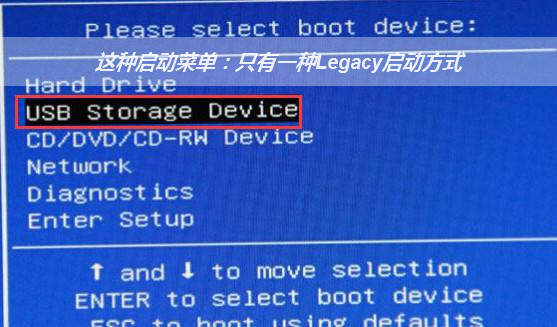 Please select boot device:
这种启动菜单：只有一种Legacy启动方式
Hard Drive
USB Storage Device
CD/DVD/CD-RW Device
Network
Diagnostics
Enter Setup
↑ and ↓ to move selection
ENTER to select boot device
ESC to boot using defaults